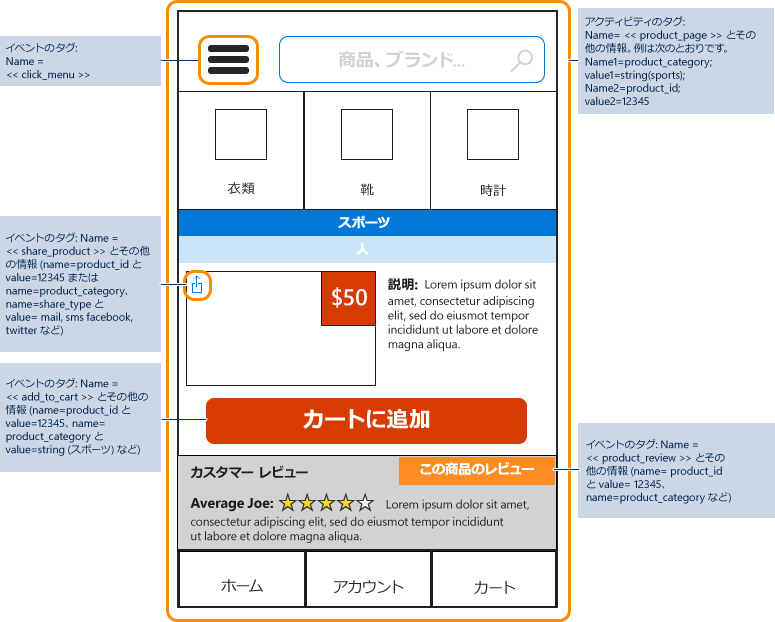 イベントのタグ:
Name =
<< click_menu >>
商品、ブランド...
アクティビティのタグ:
Name= << product_page >> とその
他の情報。例は次のとおりです。
Name1=product_category;
value1=string(sports);
Name2=product_id;
value2=12345
衣類
靴
時計
スポーツ
人
イベントのタグ: Name =
<< share_product >> とその他
の情報 (name=product_id と
value=12345 または
name=product_category、
name=share_type と
value= mail, sms facebook,
twitter など)
$50
説明: Lorem ipsum dolor sit
amet, consectetur adipiscing
elit, sed do eiusmot tempor
incididunt ut labore et dolore
magna aliqua.
イベントのタグ: Name =
<< add_to_cart >> とその他の
情報 (name=product_id と
value=12345、name=
product_category と
value=string (スポーツ) など)
カートに追加
カスタマー レビュー
この商品のレビュー
イベントのタグ: Name =
<< product_review >> とその
他の情報 (name= product_id
と value= 12345、
name=product_category など)
Average Joe: Lorem ipsum dolor sit amet,
consectetur adipiscing elit, sed do eiusmot tempor incididunt
ut labore et dolore magna aliqua.
ホーム
アカウント
カート